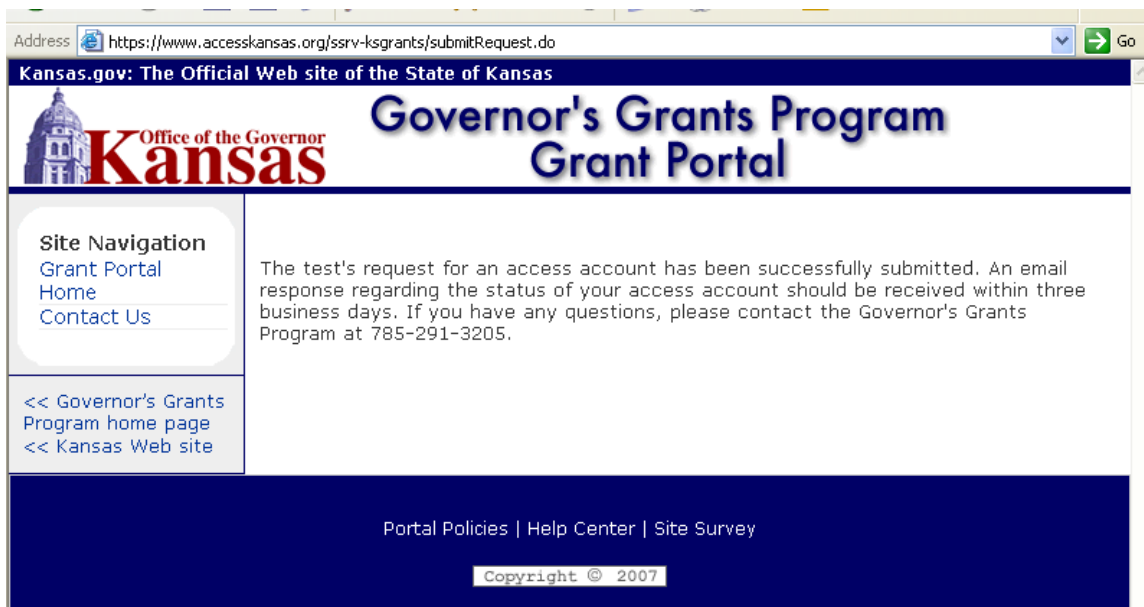 Address https://www.accesskansas.org/ssrv-ksgrants/submitRequest.do Go
Kansas.gov: The Official Web site of the State of Kansas
Office of the Governor
Kansas
Governor's Grants Program
Grant Portal
Site Navigation
Grant Portal
Home
Contact Us
<< Governor's Grants
Program home page
<< Kansas Web site
The test's request for an access account has been successfully submitted. An email
response regarding the status of your access account should be received within three
business days. If you have any questions, please contact the Governor's Grants
Program at 785-291-3205.
Portal Policies | Help Center | Site Survey
Copyright © 2007